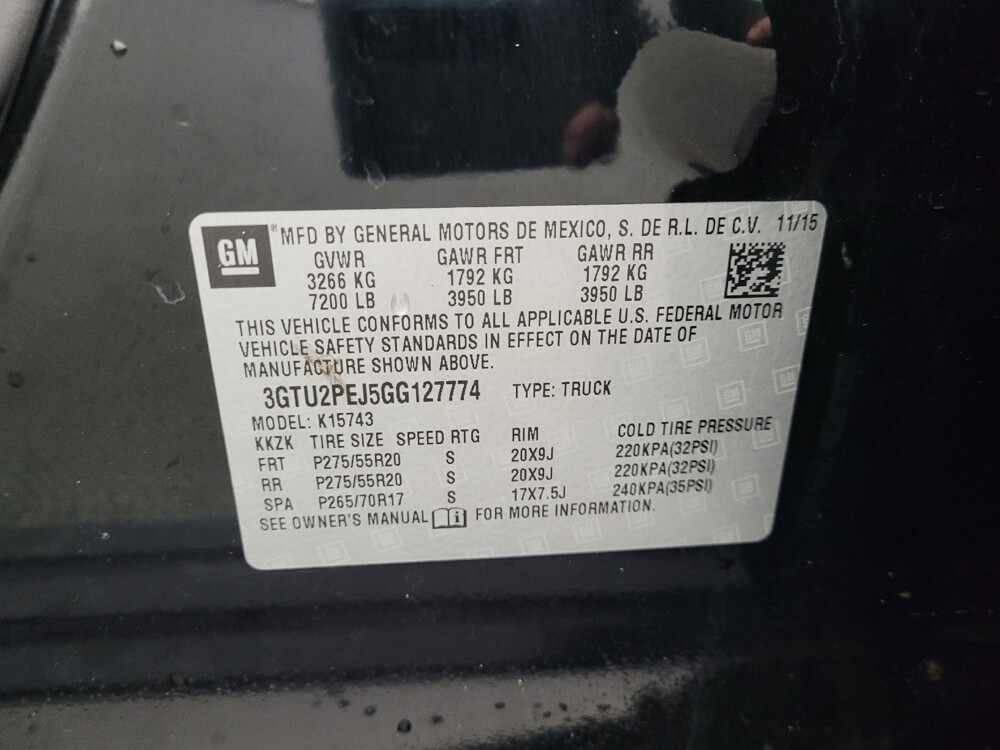 GM ® MFD BY GENERAL MOTORS DE MEXICO, S. DE R.L. DE C.V. 11/15
GVWR GAWR FRT GAWR RR
3266 KG 1792 KG 1792 KG
7200 LB 3950 LB 3950 LB
THIS VEHICLE CONFORMS TO ALL APPLICABLE U.S. FEDERAL MOTOR
VEHICLE SAFETY STANDARDS IN EFFECT ON THE DATE OF
MANUFACTURE SHOWN ABOVE.
3GTU2PEJ5GG127774 TYPE: TRUCK
MODEL: K15743
KKZK TIRE SIZE SPEED RTG RIM COLD TIRE PRESSURE
FRT P275/55R20 S 20X9J 220KPA(32PSI)
RR P275/55R20 S 20X9J 220KPA(32PSI)
SPA P265/70R17 S 17X7.5J 240KPA(35PSI)
SEE OWNER'S MANUAL i FOR MORE INFORMATION.